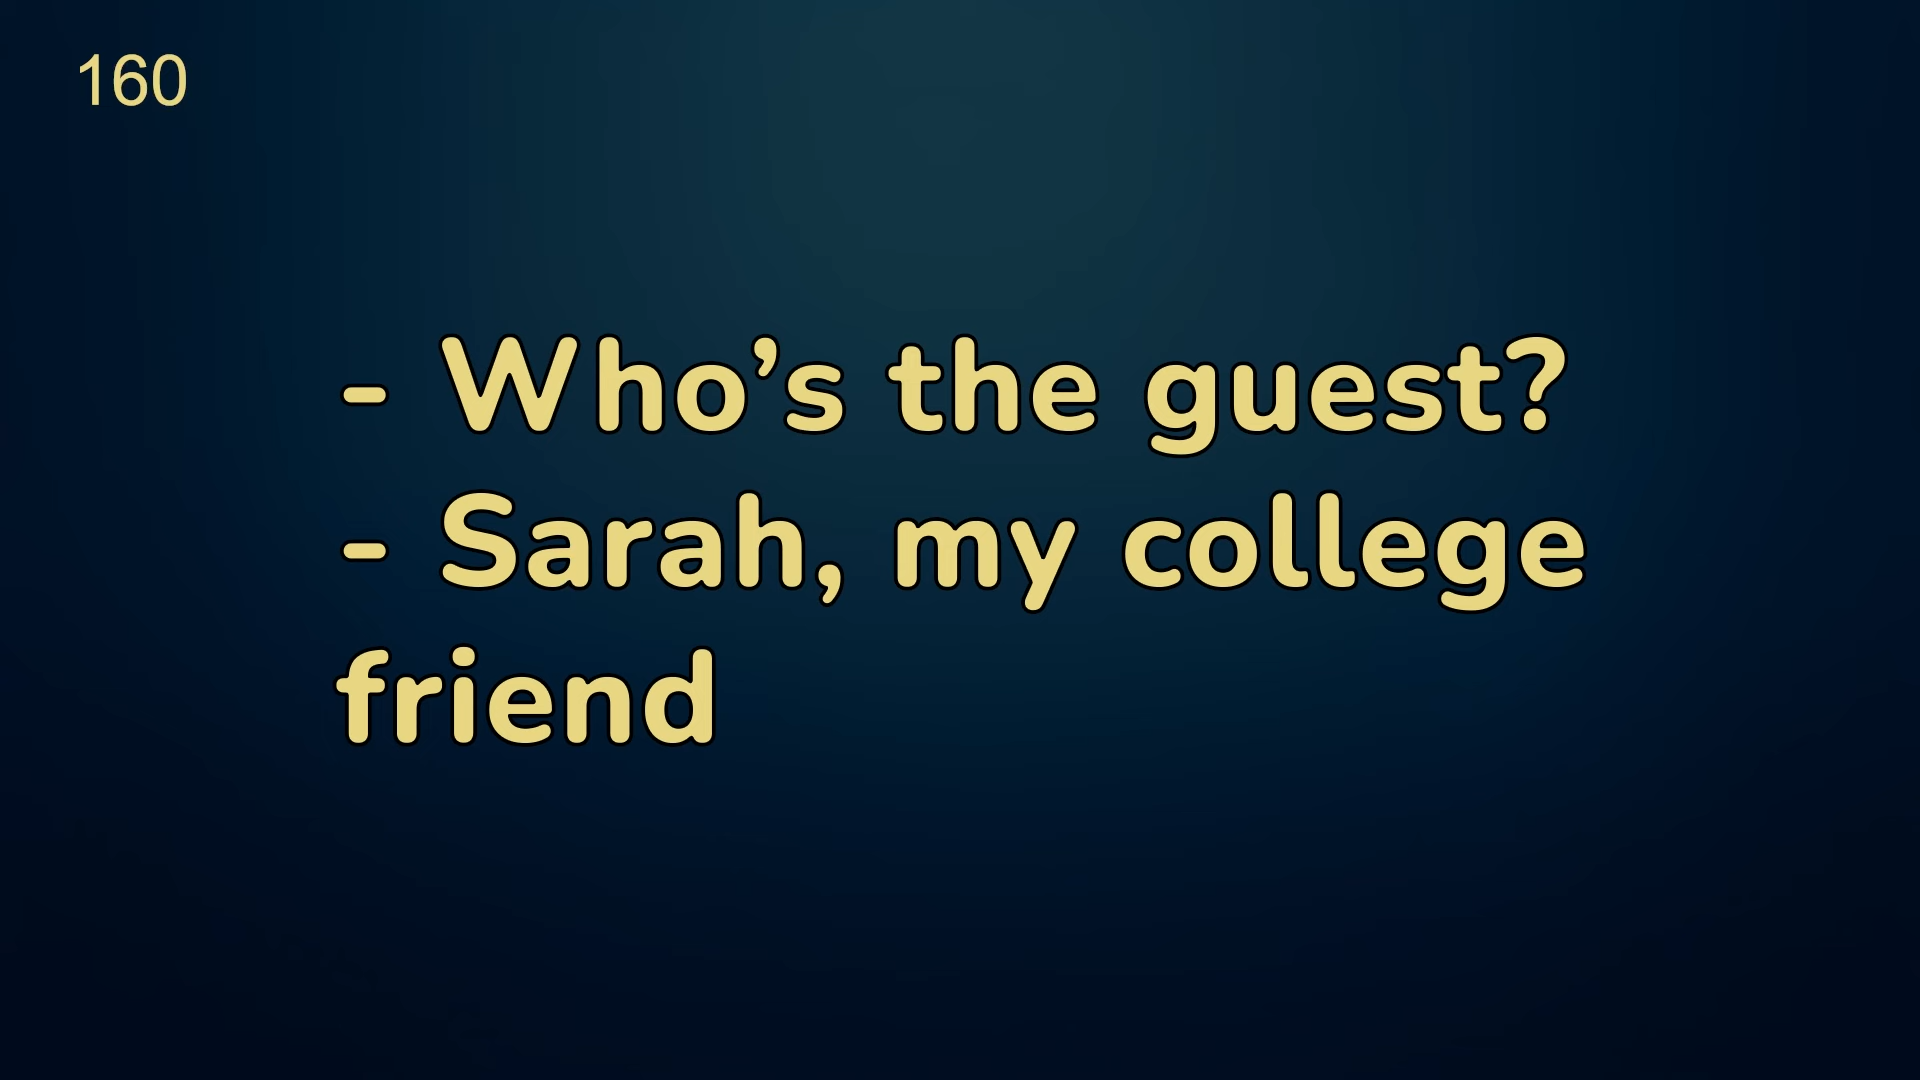 160
- Who’s the guest?
- Sarah, my college
friend